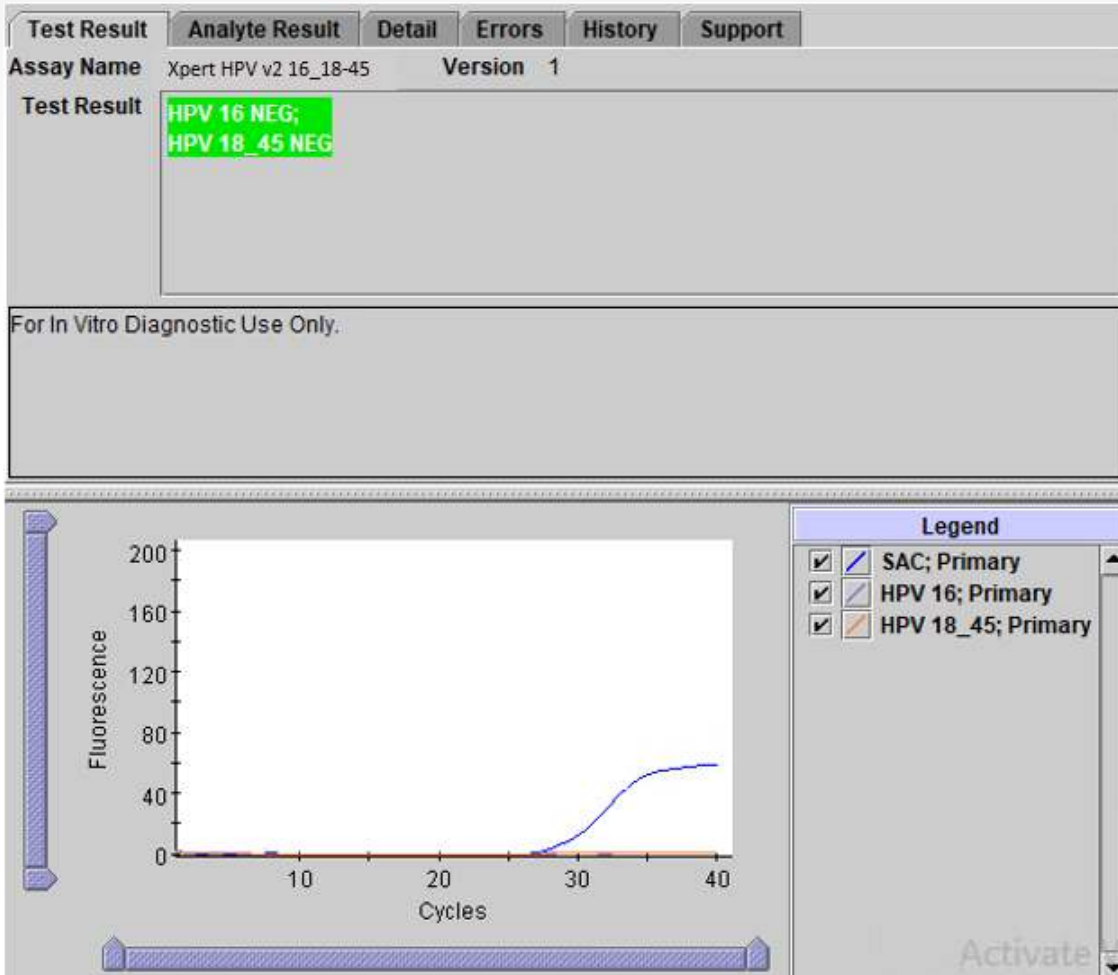 Test Result Analyte Result Detail Errors History Support
Assay Name Xpert HPV v2 16_18-45 Version 1
Test Result HPV 16 NEG;
HPV 18_45 NEG
For In Vitro Diagnostic Use Only.
200
160
120
80
40
0
Fluorescence
10 20 30 40
Cycles
Legend
SAC; Primary
HPV 16; Primary
HPV 18_45; Primary
Activate